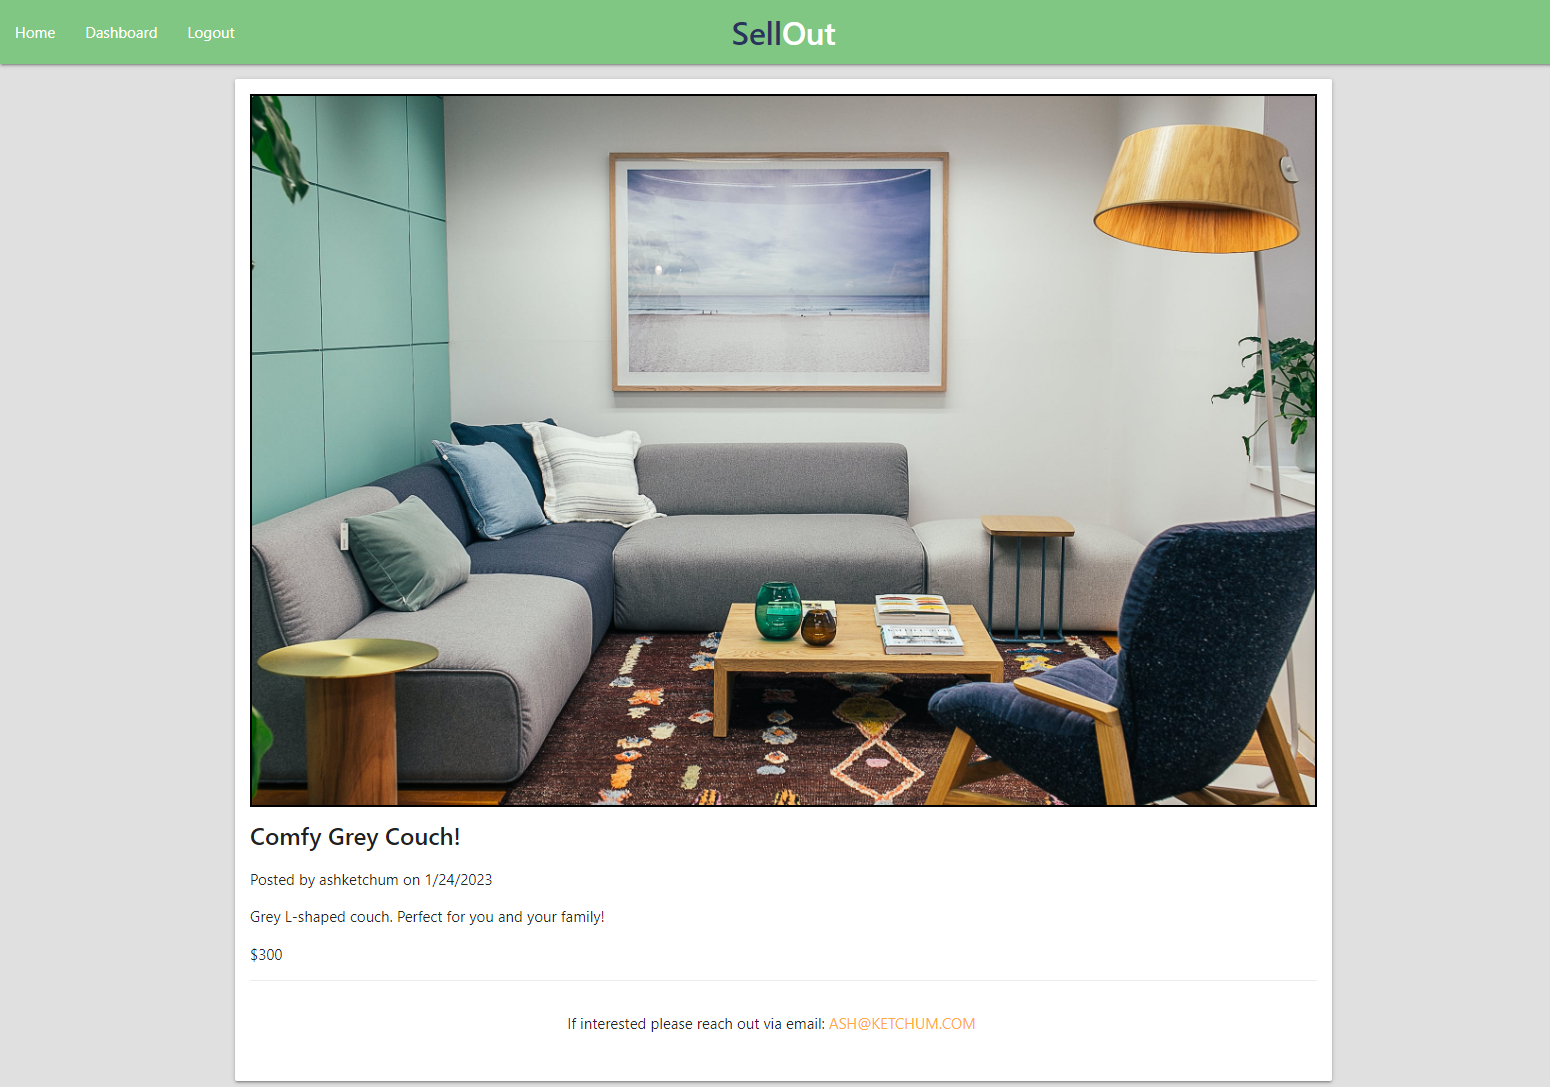 Home Dashboard Logout SellOut
Comfy Grey Couch!
Posted by ashketchum on 1/24/2023
Grey L-shaped couch. Perfect for you and your family!
$300
If interested please reach out via email: ASH@KETCHUM.COM